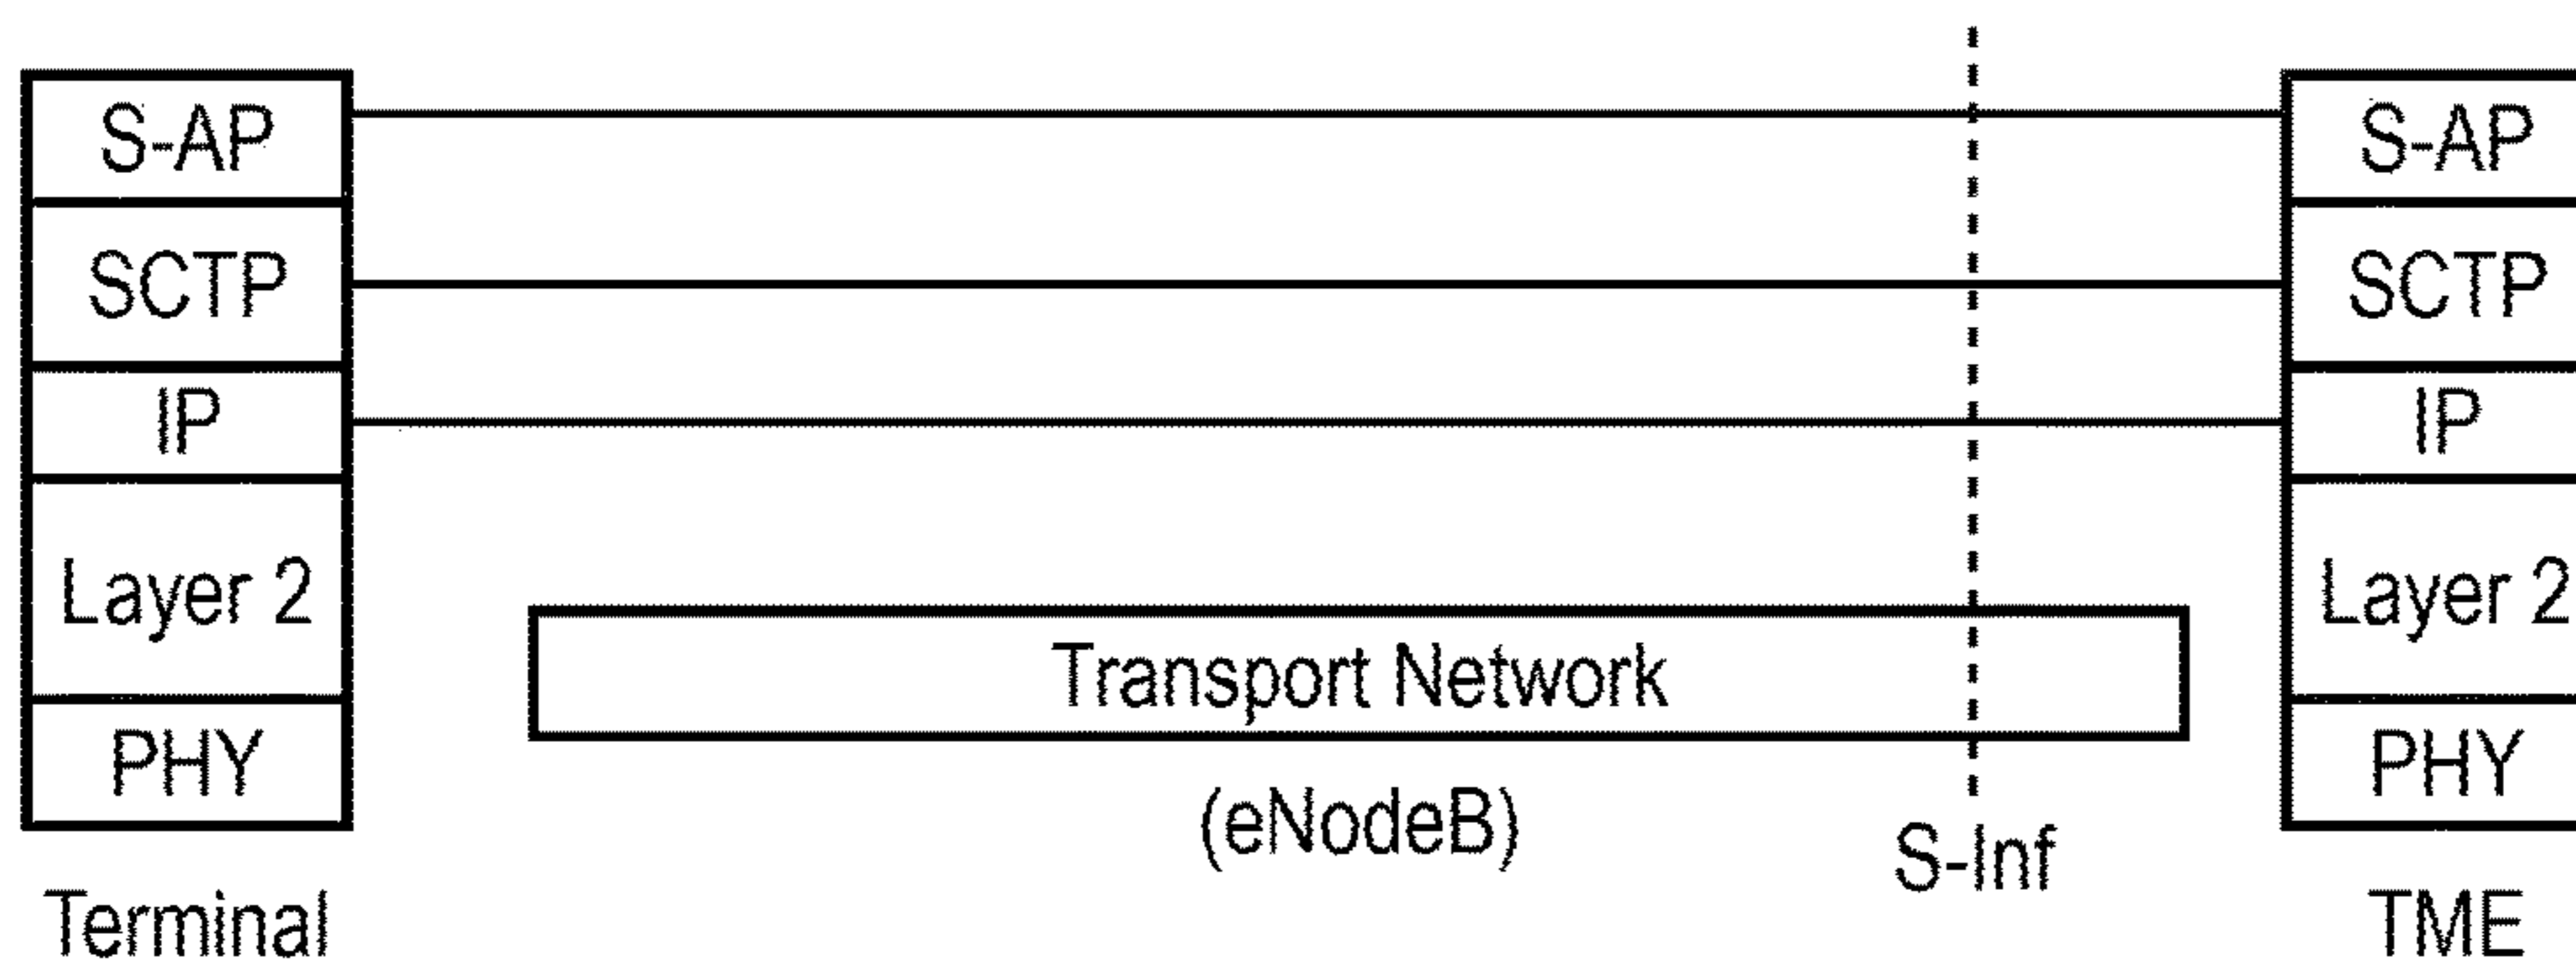 S-AP
SCTP
IP
Layer 2
PHY
Terminal
Transport Network
(eNodeB)
S-Inf
S-AP
SCTP
IP
Layer 2
PHY
TME